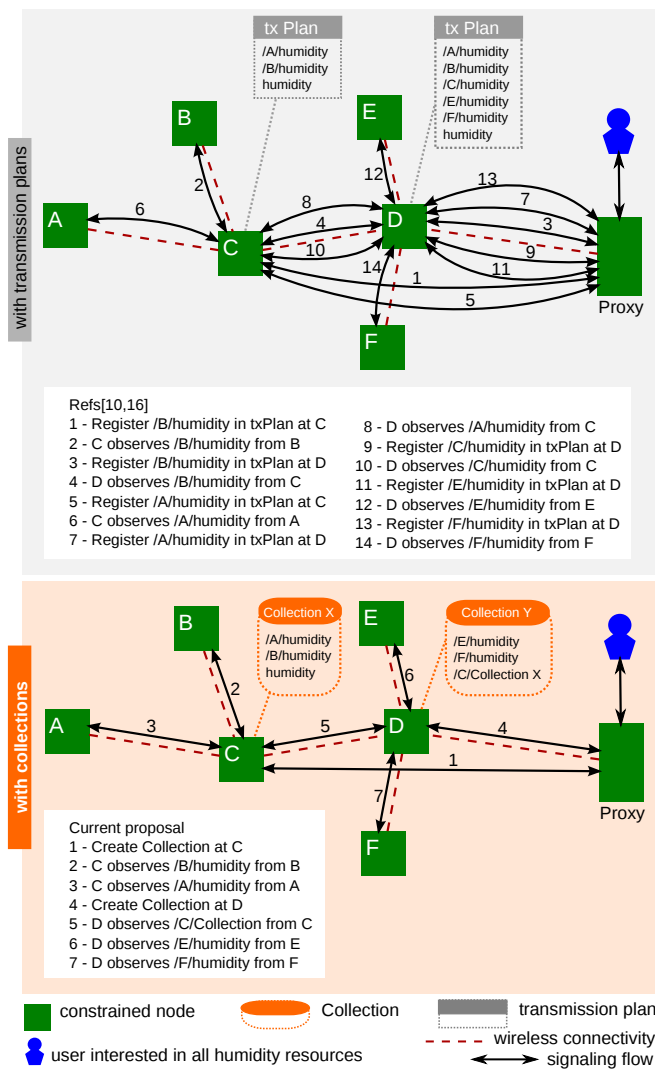 tx Plan
/A/humidity
/B/humidity
humidity
tx Plan
/A/humidity
/B/humidity
/C/humidity
/E/humidity
/F/humidity
humidity
with transmission plans
A
B
C
D
E
F
Proxy
6
2
8
4
10
12
14
13
7
3
9
11
1
5
Refs[10,16]
1 - Register /B/humidity in txPlan at C
2 - C observes /B/humidity from B
3 - Register /B/humidity in txPlan at D
4 - D observes /B/humidity from C
5 - Register /A/humidity in txPlan at C
6 - C observes /A/humidity from A
7 - Register /A/humidity in txPlan at D
8 - D observes /A/humidity from C
9 - Register /C/humidity in txPlan at D
10 - D observes /C/humidity from C
11 - Register /E/humidity in txPlan at D
12 - D observes /E/humidity from E
13 - Register /F/humidity in txPlan at D
14 - D observes /F/humidity from F
with collections
Collection X
/A/humidity
/B/humidity
humidity
Collection Y
/E/humidity
/F/humidity
/C/Collection X
A
B
C
D
E
F
Proxy
3
2
5
6
4
1
7
Current proposal
1 - Create Collection at C
2 - C observes /B/humidity from B
3 - C observes /A/humidity from A
4 - Create Collection at D
5 - D observes /C/Collection from C
6 - D observes /E/humidity from E
7 - D observes /F/humidity from F
constrained node
Collection
transmission plan
user interested in all humidity resources
wireless connectivity
signaling flow